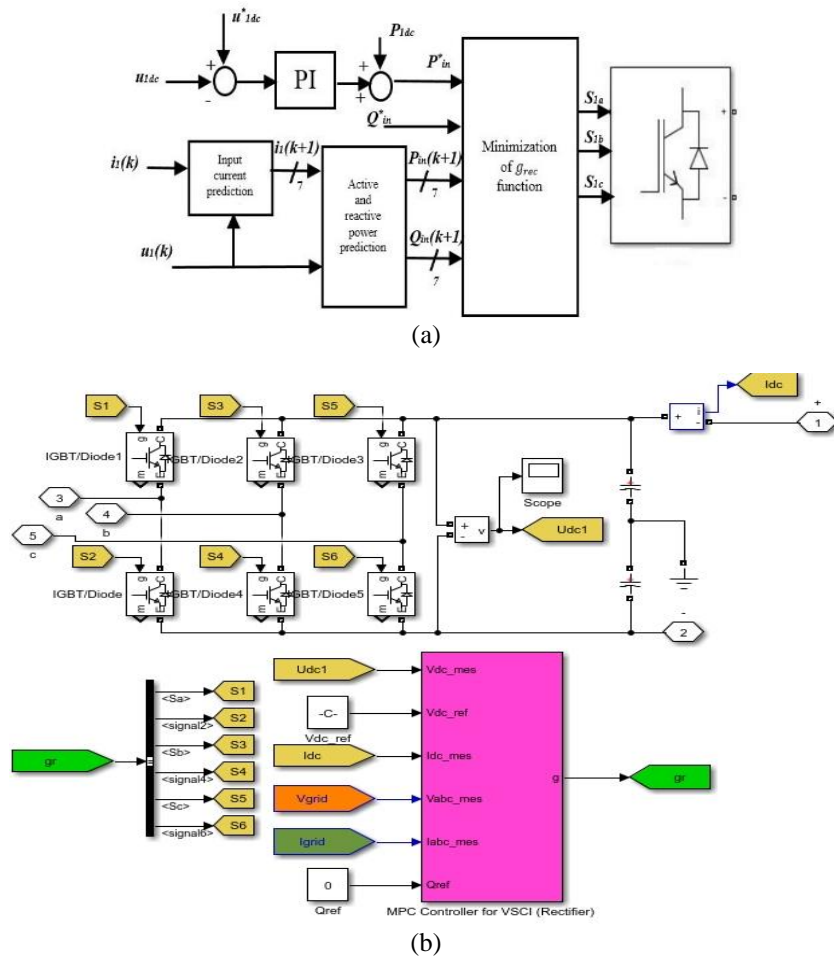 u*1dc
P1dc
u1dc
+
-
PI
+
+
P*in
Q*in
i1(k)
Input
current
prediction
i1(k+1)
7
Active
and
reactive
power
prediction
Pin(k+1)
7
Qin(k+1)
7
u1(k)
Minimization
of grec
function
S1a
S1b
S1c
+
-
(a)
S1
S3
S5
Idc
+
i
-
+
1
g
C
m
E
IGBT/Diode1
g
C
m
E
IGBT/Diode2
g
C
m
E
IGBT/Diode3
Scope
3
a
4
b
5
c
+
-
v
Udc1
S2
S4
S6
g
C
m
E
IGBT/Diode
g
C
m
E
IGBT/Diode4
g
C
m
E
IGBT/Diode5
-
2
gr
<Sa>
S1
<signal2>
S2
<Sb>
S3
<signal4>
S4
<Sc>
S5
<signal6>
S6
Udc1
Vdc_mes
-C-
Vdc_ref
Vdc_ref
Idc
Idc_mes
Vgrid
Vabc_mes
Igrid
Iabc_mes
0
Qref
Qref
g
gr
MPC Controller for VSCI (Rectifier)
(b)